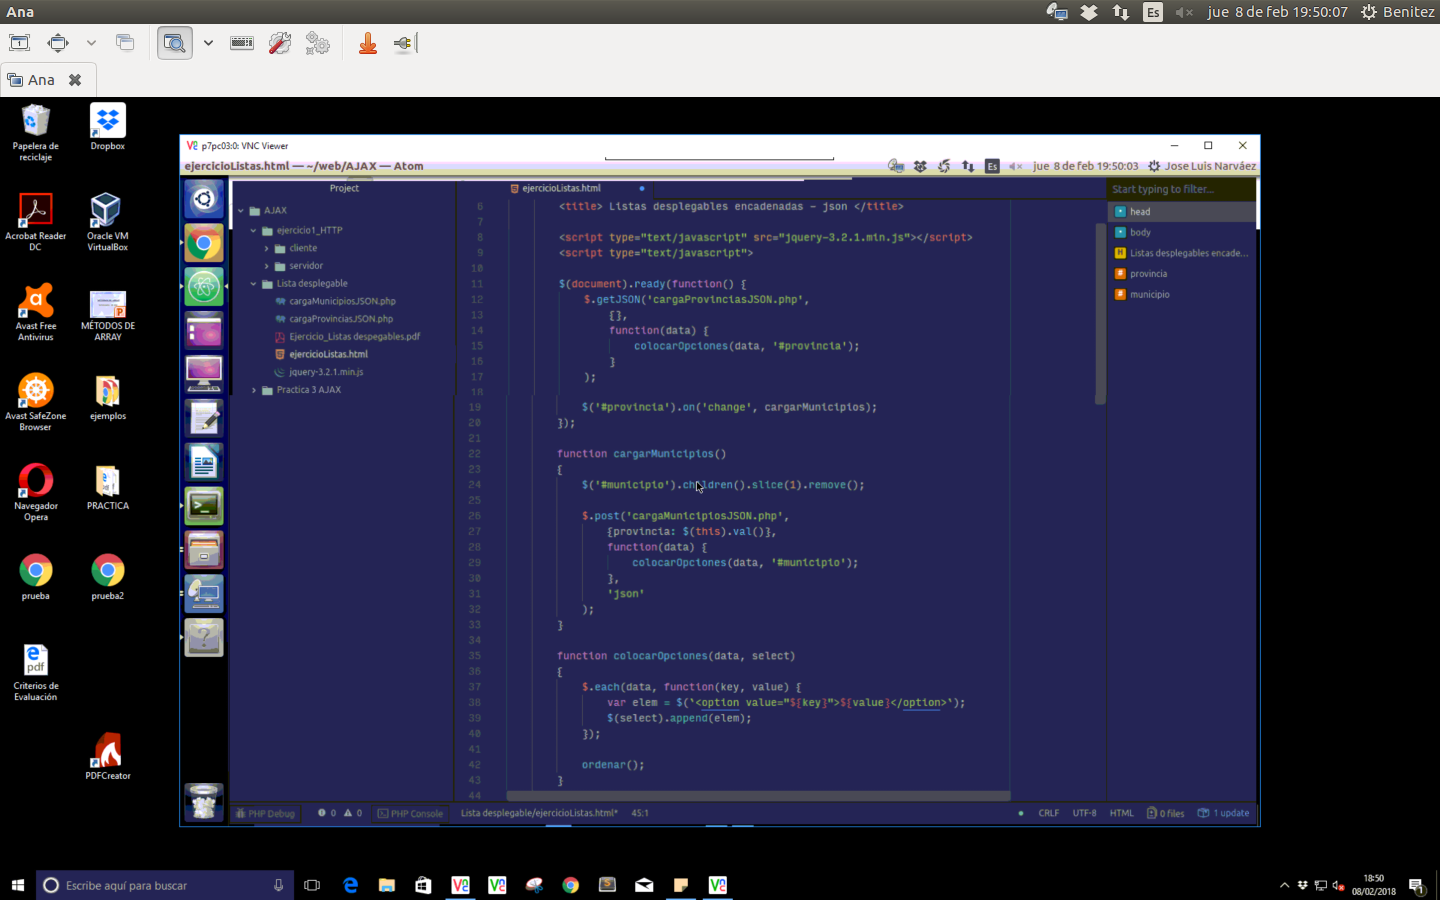 Ana
Es
jue 8 de feb 19:50:07
Benitez
Ana
Papelera de reciclaje
Dropbox
Acrobat Reader DC
Oracle VM VirtualBox
Avast Free Antivirus
MÉTODOS DE ARRAY
Avast SafeZone Browser
ejemplos
Navegador Opera
PRACTICA
prueba
prueba2
Criterios de Evaluación
PDFCreator
p7pc03:0: VNC Viewer
ejercicioListas.html — ~/web/AJAX — Atom
Es
jue 8 de feb 19:50:03
Jose Luis Narváez
Project
AJAX
ejercicio1_HTTP
cliente
servidor
Lista desplegable
cargaMunicipiosJSON.php
cargaProvinciasJSON.php
Ejercicio_Listas despegables.pdf
ejercicioListas.html
jquery-3.2.1.min.js
Practica 3 AJAX
ejercicioListas.html
6 <title> Listas desplegables encadenadas - json </title>
7
8 <script type="text/javascript" src="jquery-3.2.1.min.js"></script>
9 <script type="text/javascript">
10
11 $(document).ready(function() {
12 $.getJSON('cargaProvinciasJSON.php',
13 {},
14 function(data) {
15 colocarOpciones(data, '#provincia');
16 }
17 );
18
19 $('#provincia').on('change', cargarMunicipios);
20 });
21
22 function cargarMunicipios()
23 {
24 $('#municipio').children().slice(1).remove();
25
26 $.post('cargaMunicipiosJSON.php',
27 {provincia: $(this).val()},
28 function(data) {
29 colocarOpciones(data, '#municipio');
30 },
31 'json'
32 );
33 }
34
35 function colocarOpciones(data, select)
36 {
37 $.each(data, function(key, value) {
38 var elem = $(`<option value="${key}">${value}</option>`);
39 $(select).append(elem);
40 });
41
42 ordenar();
43 }
44
Start typing to filter...
head
body
Listas desplegables encade...
provincia
municipio
PHP Debug
0
0
PHP Console
Lista desplegable/ejercicioListas.html*
45:1
CRLF
UTF-8
HTML
0 files
1 update
Escribe aquí para buscar
18:50
08/02/2018
1